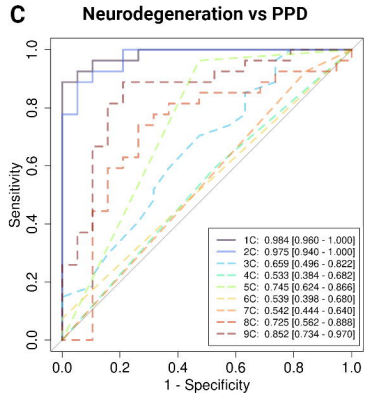 C Neurodegeneration vs PPD
1.0
0.8
0.6
0.4
0.2
0.0
Sensitivity
1C: 0.984 [0.960 - 1.000]
2C: 0.975 [0.940 - 1.000]
3C: 0.659 [0.496 - 0.822]
4C: 0.533 [0.384 - 0.682]
5C: 0.745 [0.624 - 0.866]
6C: 0.539 [0.398 - 0.680]
7C: 0.542 [0.444 - 0.640]
8C: 0.725 [0.562 - 0.888]
9C: 0.852 [0.734 - 0.970]
0.0 0.2 0.4 0.6 0.8 1.0
1 - Specificity